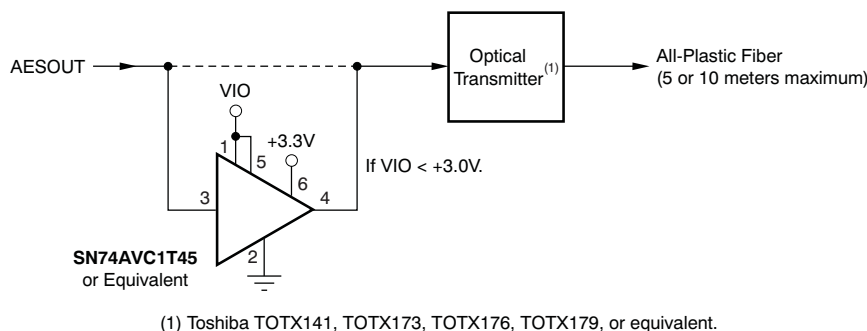 AESOUT
Optical
Transmitter(1)
All-Plastic Fiber
(5 or 10 meters maximum)
VIO
+3.3V
1
5
6
If VIO < +3.0V.
3
4
2
SN74AVC1T45
or Equivalent
(1) Toshiba TOTX141, TOTX173, TOTX176, TOTX179, or equivalent.